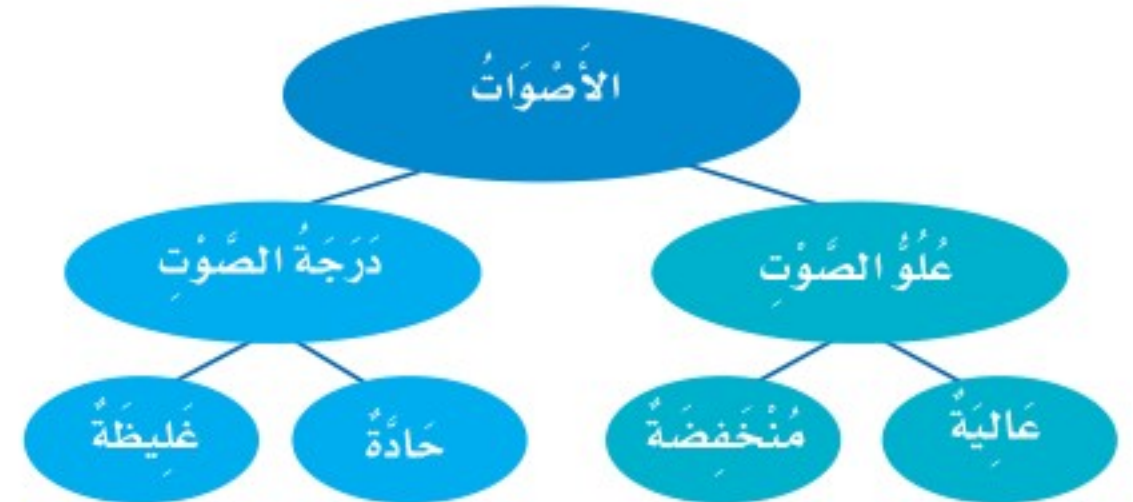 الأَصْوَاتُ
عُلُوُّ الصَّوْتِ
دَرَجَةُ الصَّوْتِ
عَالِيَةٌ
مُنْخَفِضَةٌ
حَادَّةٌ
غَلِيظَةٌ